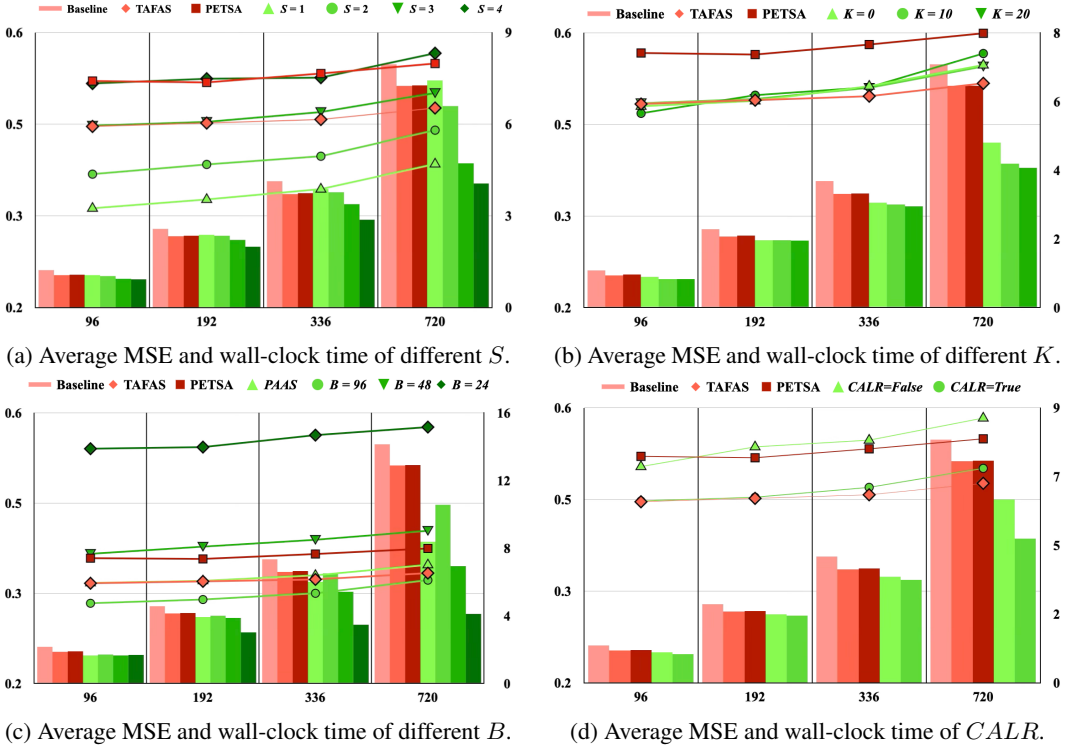 Baseline TAFAS PETSA S = 1 S = 2 S = 3 S = 4
0.6 0.5 0.3 0.2
9 6 3 0
96 192 336 720
(a) Average MSE and wall-clock time of different S.
Baseline TAFAS PETSA K = 0 K = 10 K = 20
0.6 0.5 0.3 0.2
8 6 4 2 0
96 192 336 720
(b) Average MSE and wall-clock time of different K.
Baseline TAFAS PETSA PAAS B = 96 B = 48 B = 24
0.6 0.5 0.3 0.2
16 12 8 4 0
96 192 336 720
(c) Average MSE and wall-clock time of different B.
Baseline TAFAS PETSA CALR=False CALR=True
0.6 0.5 0.3 0.2
9 7 5 2 0
96 192 336 720
(d) Average MSE and wall-clock time of CALR.